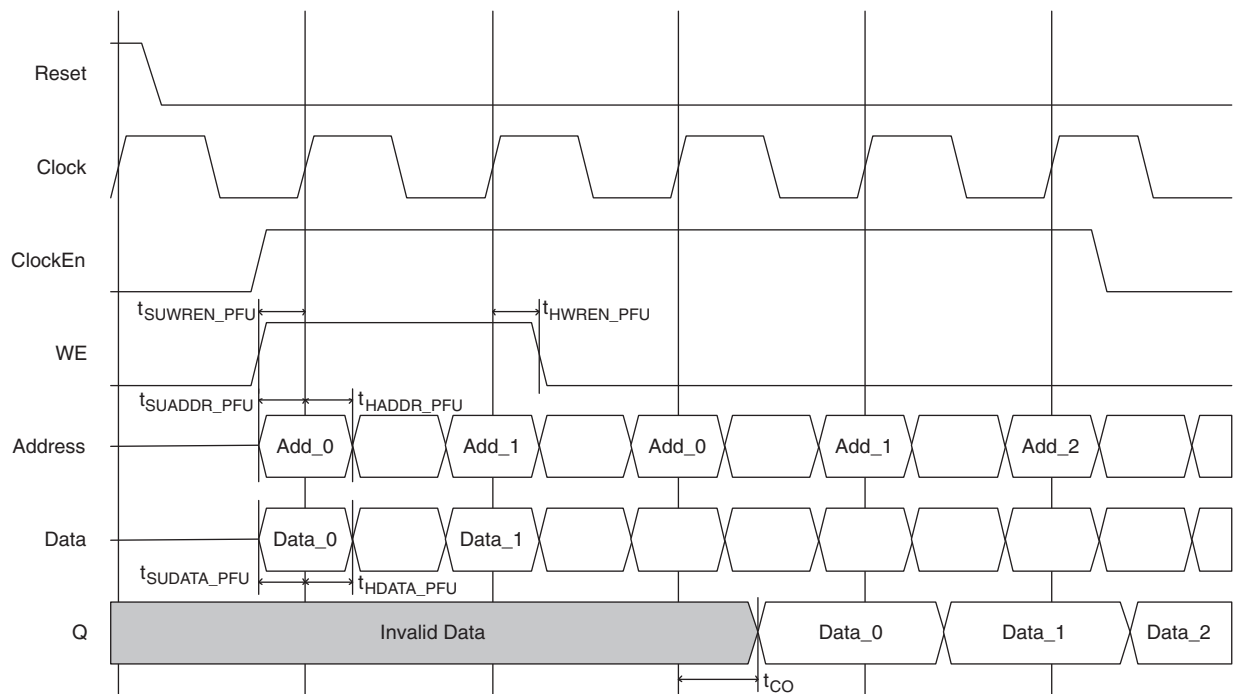 Reset
Clock
ClockEn
tSUWREN_PFU
tHWREN_PFU
WE
tSUADDR_PFU
tHADDR_PFU
Address
Add_0
Add_1
Add_0
Add_1
Add_2
Data
Data_0
Data_1
tSUDATA_PFU
tHDATA_PFU
Q
Invalid Data
Data_0
Data_1
Data_2
tCO